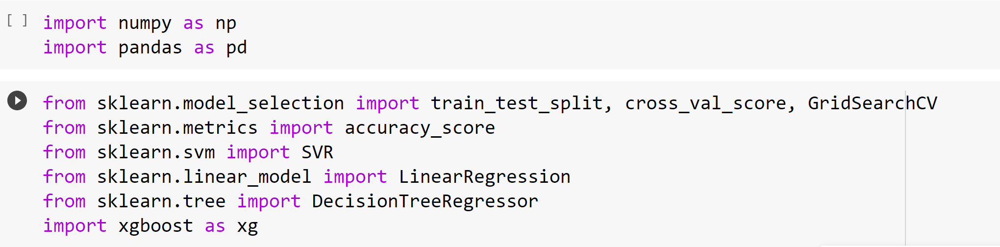 [ ] import numpy as np
import pandas as pd
from sklearn.model_selection import train_test_split, cross_val_score, GridSearchCV
from sklearn.metrics import accuracy_score
from sklearn.svm import SVR
from sklearn.linear_model import LinearRegression
from sklearn.tree import DecisionTreeRegressor
import xgboost as xg